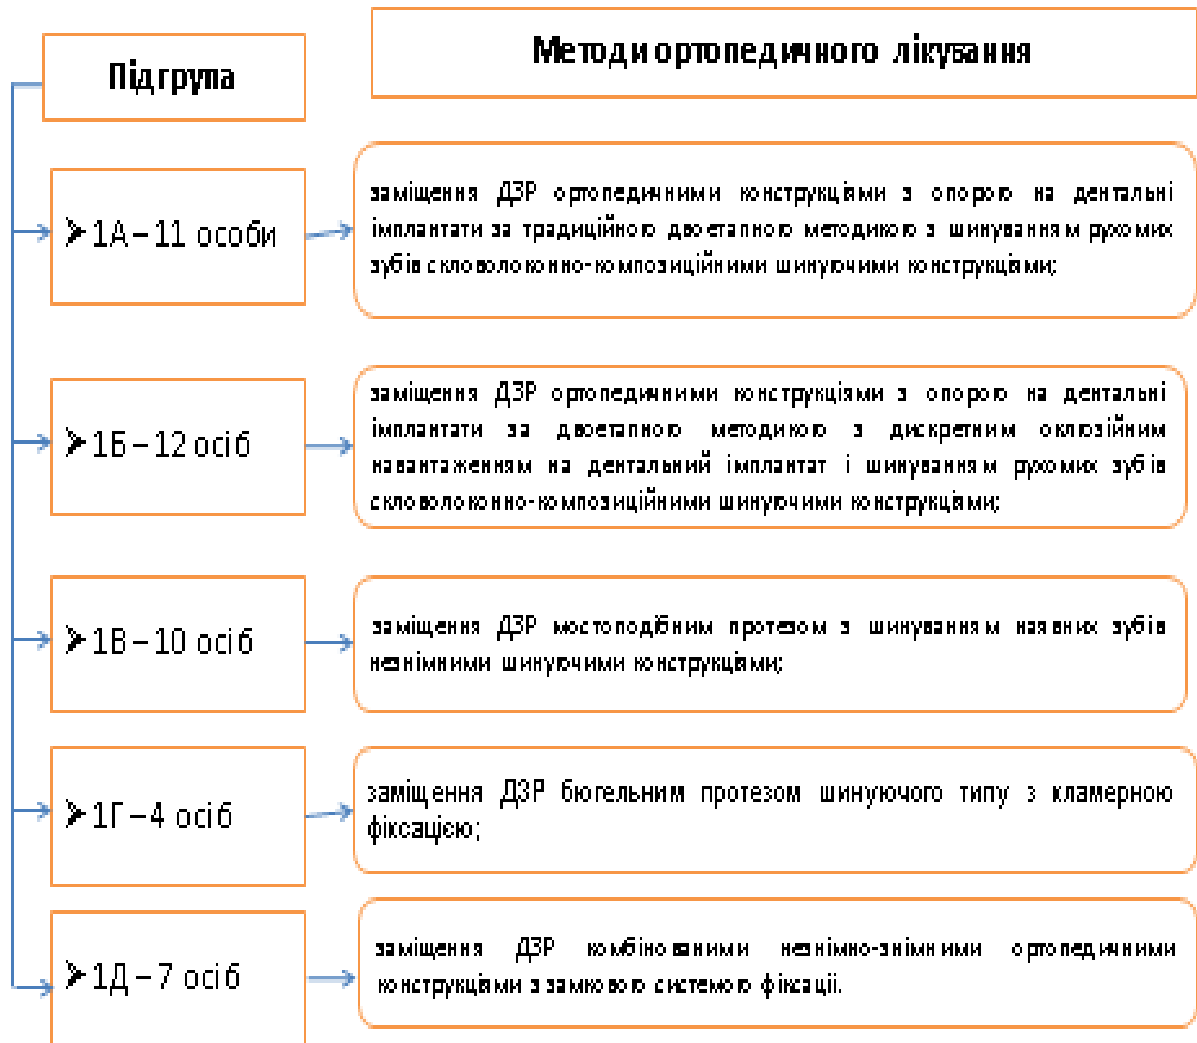 Підгрупа
Методи ортопедичного лікування
➤ 1А – 11 особи
заміщення ДЗР ортопедичними конструкціями з опорою на дентальні
імплантати за традиційною двоетапною методикою з шинуванням рухомих
зубів скловолоконно-композиційними шинуючими конструкціями;
➤ 1Б – 12 осіб
заміщення ДЗР ортопедичними конструкціями з опорою на дентальні
імплантати за двоетапною методикою з дискретним оклюзійним
навантаженням на дентальний імплантат і шинуванням рухомих зубів
скловолоконно-композиційними шинуючими конструкціями;
➤ 1В – 10 осіб
заміщення ДЗР мостоподібним протезом з шинуванням наявних зубів
незнімними шинуючими конструкціями;
➤ 1Г – 4 осіб
заміщення ДЗР бюгельним протезом шинуючого типу з кламерною
фіксацією;
➤ 1Д – 7 осіб
заміщення ДЗР комбінованими незнімно-знімними ортопедичними
конструкціями з замковою системою фіксації.